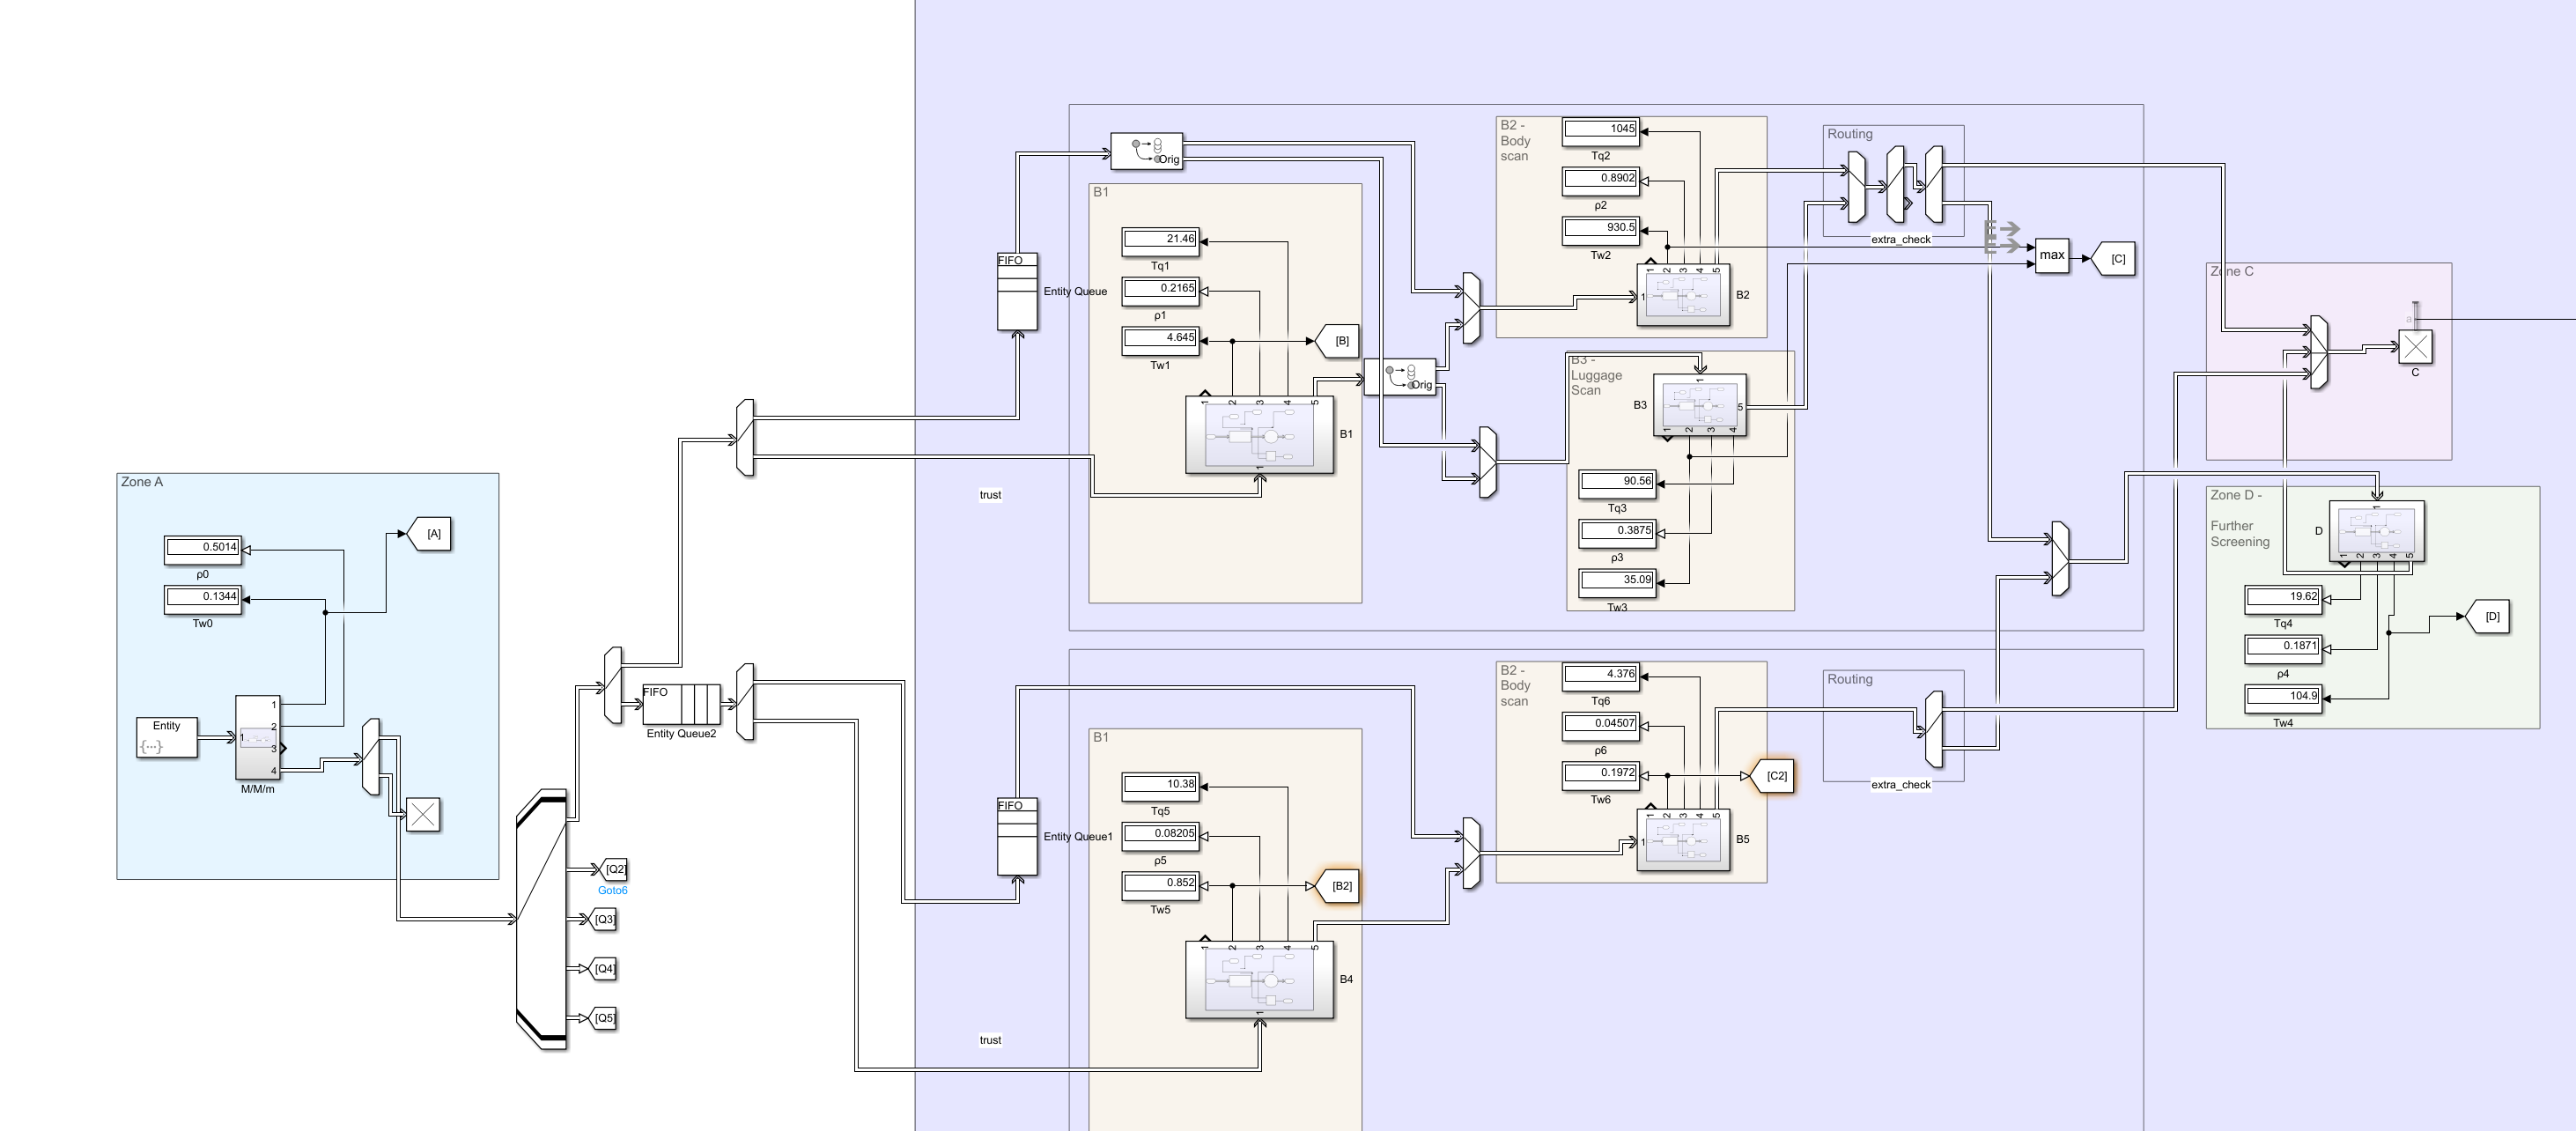 Zone A
0.5014
ρ0
0.1344
Tw0
[A]
Entity
1
1
2
3
4
M/M/m
[Q2]
Goto6
[Q3]
[Q4]
[Q5]
FIFO
Entity Queue2
FIFO
Entity Queue
trust
Orig
B1
21.46
Tq1
0.2165
ρ1
4.645
Tw1
[B]
1
2
3
4
5
B1
1
Orig
B2 -
Body
scan
1045
Tq2
0.8902
ρ2
930.5
Tw2
1
2
3
4
5
1
B2
B3 -
Luggage
Scan
1
B3
5
1
2
3
4
90.56
Tq3
0.3875
ρ3
35.09
Tw3
Routing
extra_check
max
[C]
Zone C
C
Zone D -
Further
Screening
1
D
1
2
3
4
5
19.62
Tq4
0.1871
ρ4
104.9
Tw4
[D]
FIFO
Entity Queue1
trust
B1
10.38
Tq5
0.08205
ρ5
0.852
Tw5
[B2]
1
2
3
4
5
B4
1
B2 -
Body
scan
4.376
Tq6
0.04507
ρ6
0.1972
Tw6
[C2]
1
2
3
4
5
1
B5
Routing
extra_check